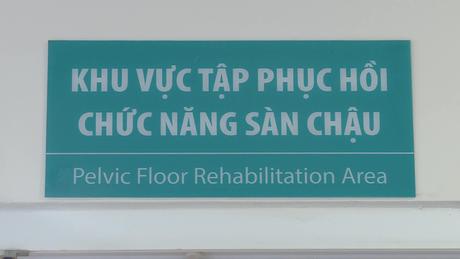 KHU VỰC TẬP PHỤC HỒI
CHỨC NĂNG SÀN CHẬU
Pelvic Floor Rehabilitation Area